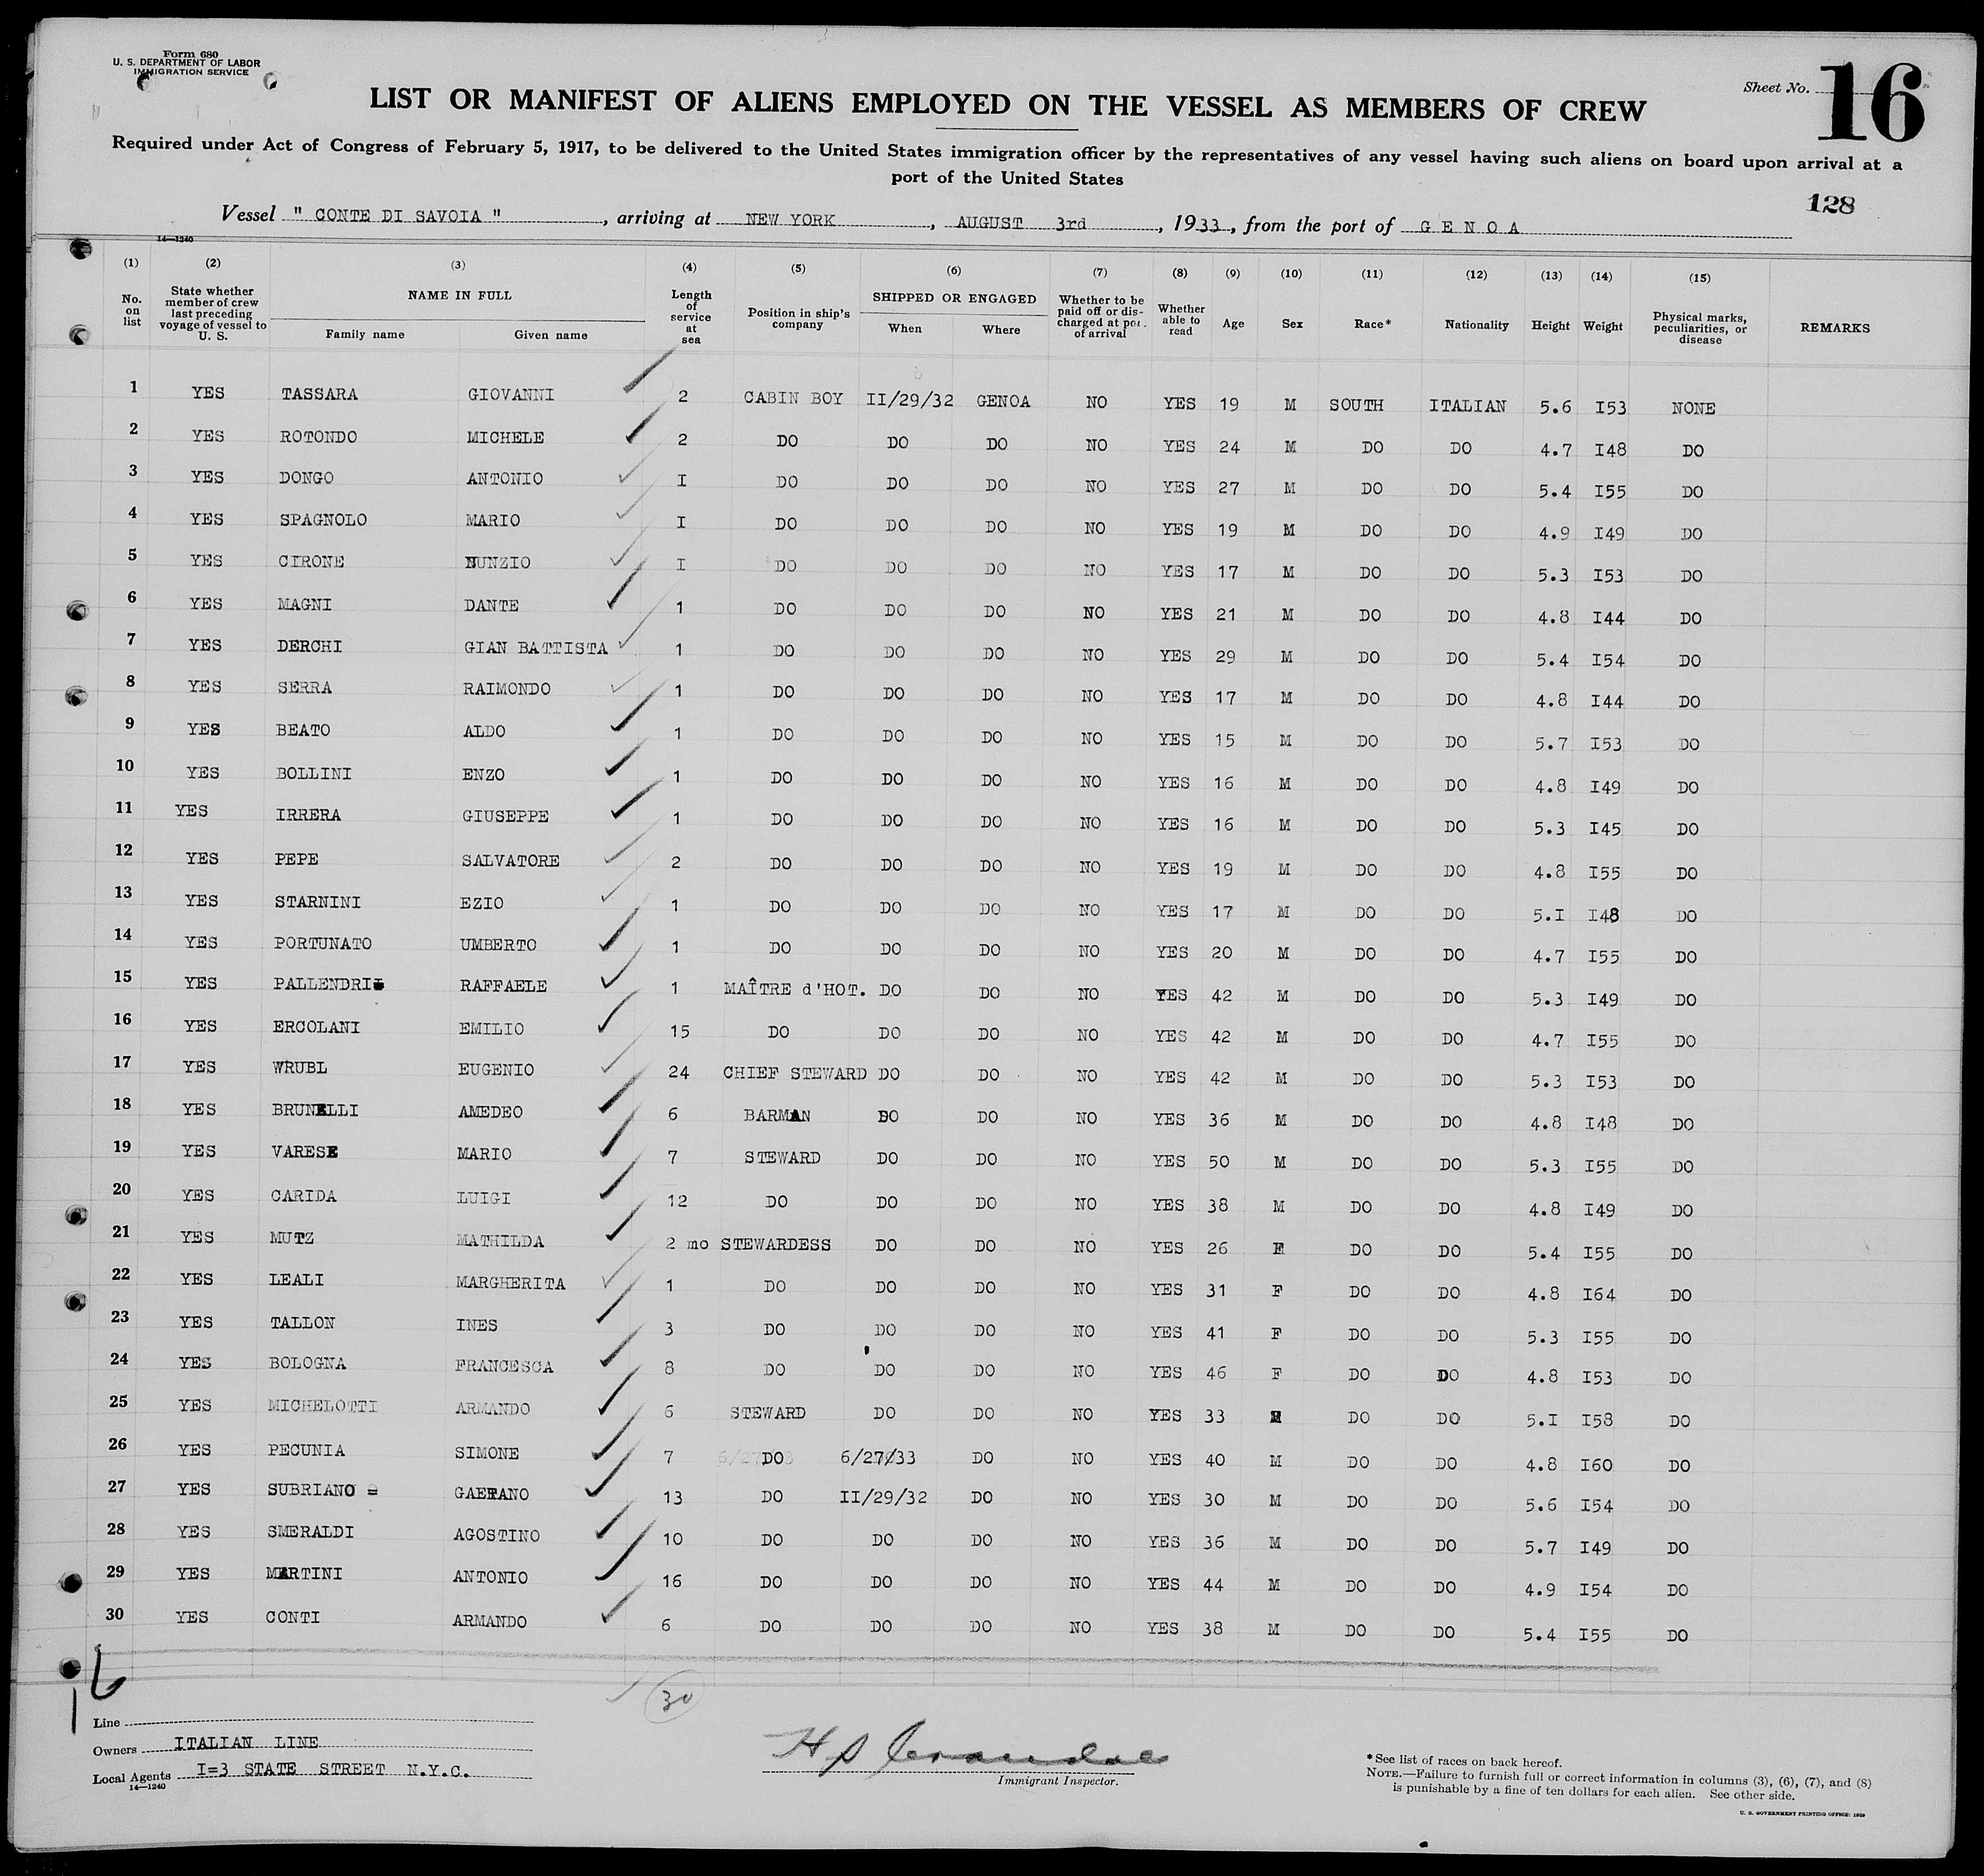 Form 680
U. S. DEPARTMENT OF LABOR
IMMIGRATION SERVICE
Sheet No. 16
LIST OR MANIFEST OF ALIENS EMPLOYED ON THE VESSEL AS MEMBERS OF CREW
Required under Act of Congress of February 5, 1917, to be delivered to the United States immigration officer by the representatives of any vessel having such aliens on board upon arrival at a
port of the United States
128
Vessel " CONTE DI SAVOIA ", arriving at NEW YORK, AUGUST 3rd, 1933, from the port of GENOA
14—1240
(1) (2) (3) (4) (5) (6) (7) (8) (9) (10) (11) (12) (13) (14) (15)
No. on list State whether member of crew last preceding voyage of vessel to U. S. NAME IN FULL Family name Given name Length of service at sea Position in ship's company SHIPPED OR ENGAGED When Where Whether to be paid off or discharged at port of arrival Whether able to read Age Sex Race* Nationality Height Weight Physical marks, peculiarities, or disease REMARKS
1 YES TASSARA GIOVANNI 2 CABIN BOY II/29/32 GENOA NO YES 19 M SOUTH ITALIAN 5.6 I53 NONE
2 YES ROTONDO MICHELE 2 DO DO DO NO YES 24 M DO DO 4.7 I48 DO
3 YES DONGO ANTONIO I DO DO DO NO YES 27 M DO DO 5.4 I55 DO
4 YES SPAGNOLO MARIO I DO DO DO NO YES 19 M DO DO 4.9 I49 DO
5 YES CIRONE NUNZIO I DO DO DO NO YES 17 M DO DO 5.3 I53 DO
6 YES MAGNI DANTE 1 DO DO DO NO YES 21 M DO DO 4.8 I44 DO
7 YES DERCHI GIAN BATTISTA 1 DO DO DO NO YES 29 M DO DO 5.4 I54 DO
8 YES SERRA RAIMONDO 1 DO DO DO NO YES 17 M DO DO 4.8 I44 DO
9 YES BEATO ALDO 1 DO DO DO NO YES 15 M DO DO 5.7 I53 DO
10 YES BOLLINI ENZO 1 DO DO DO NO YES 16 M DO DO 4.8 I49 DO
11 YES IRRERA GIUSEPPE 1 DO DO DO NO YES 16 M DO DO 5.3 I45 DO
12 YES PEPE SALVATORE 2 DO DO DO NO YES 19 M DO DO 4.8 I55 DO
13 YES STARNINI EZIO 1 DO DO DO NO YES 17 M DO DO 5.I I48 DO
14 YES PORTUNATO UMBERTO 1 DO DO DO NO YES 20 M DO DO 4.7 I55 DO
15 YES PALLENDRI RAFFAELE 1 MAÎTRE d'HOT. DO DO NO YES 42 M DO DO 5.3 I49 DO
16 YES ERCOLANI EMILIO 15 DO DO DO NO YES 42 M DO DO 4.7 I55 DO
17 YES WRUBL EUGENIO 24 CHIEF STEWARD DO DO NO YES 42 M DO DO 5.3 I53 DO
18 YES BRUNELLI AMEDEO 6 BARMAN DO DO NO YES 36 M DO DO 4.8 I48 DO
19 YES VARESE MARIO 7 STEWARD DO DO NO YES 50 M DO DO 5.3 I55 DO
20 YES CARIDA LUIGI 12 DO DO DO NO YES 38 M DO DO 4.8 I49 DO
21 YES MUTZ MATHILDA 2 mo STEWARDESS DO DO NO YES 26 F DO DO 5.4 I55 DO
22 YES LEALI MARGHERITA 1 DO DO DO NO YES 31 F DO DO 4.8 I64 DO
23 YES TALLON INES 3 DO DO DO NO YES 41 F DO DO 5.3 I55 DO
24 YES BOLOGNA FRANCESCA 8 DO DO DO NO YES 46 F DO DO 4.8 I53 DO
25 YES MICHELOTTI ARMANDO 6 STEWARD DO DO NO YES 33 M DO DO 5.I I58 DO
26 YES PECUNIA SIMONE 7 DO 6/27/33 DO NO YES 40 M DO DO 4.8 I60 DO
27 YES SUBRIANO GAETANO 13 DO II/29/32 DO NO YES 30 M DO DO 5.6 I54 DO
28 YES SMERALDI AGOSTINO 10 DO DO DO NO YES 36 M DO DO 5.7 I49 DO
29 YES MARTINI ANTONIO 16 DO DO DO NO YES 44 M DO DO 4.9 I54 DO
30 YES CONTI ARMANDO 6 DO DO DO NO YES 38 M DO DO 5.4 I55 DO
30
Line
Owners ITALIAN LINE
Local Agents I=3 STATE STREET N.Y.C.
14—1240
Immigrant Inspector.
*See list of races on back hereof.
NOTE.—Failure to furnish full or correct information in columns (3), (6), (7), and (8)
is punishable by a fine of ten dollars for each alien. See other side.
U. S. GOVERNMENT PRINTING OFFICE: 1929